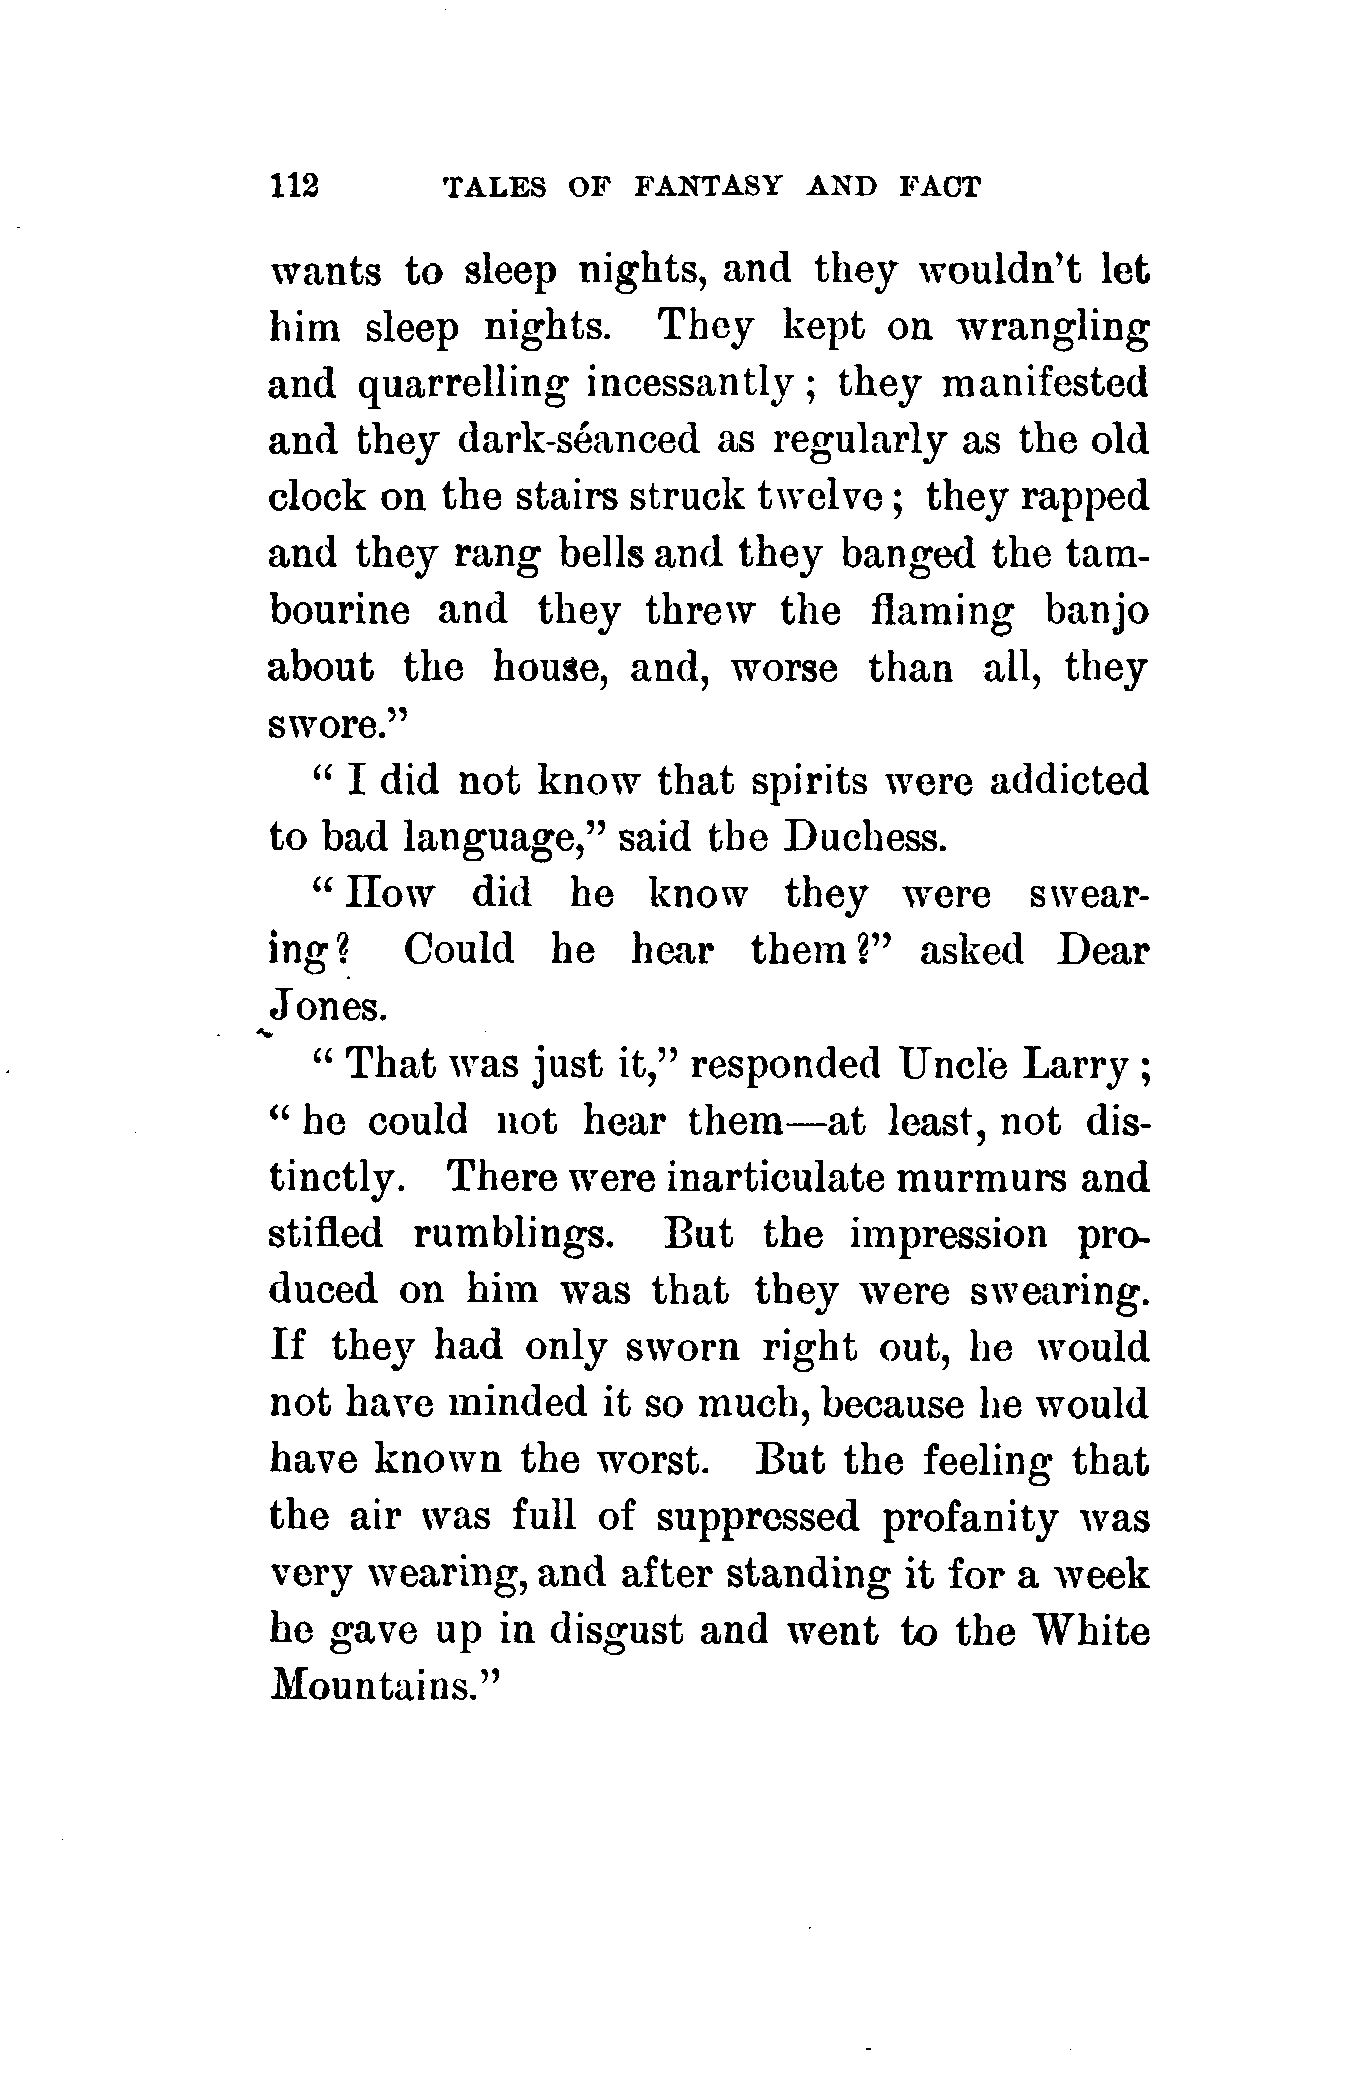 112 TALES OF FANTASY AND FACT
wants to sleep nights, and they wouldn't let
him sleep nights. They kept on wrangling
and quarrelling incessantly; they manifested
and they dark-séanced as regularly as the old
clock on the stairs struck twelve; they rapped
and they rang bells and they banged the tam-
bourine and they threw the flaming banjo
about the house, and, worse than all, they
swore."
"I did not know that spirits were addicted
to bad language," said the Duchess.
"How did he know they were swear-
ing? Could he hear them?" asked Dear
Jones.
"That was just it," responded Uncle Larry;
"he could not hear them—at least, not dis-
tinctly. There were inarticulate murmurs and
stifled rumblings. But the impression pro-
duced on him was that they were swearing.
If they had only sworn right out, he would
not have minded it so much, because he would
have known the worst. But the feeling that
the air was full of suppressed profanity was
very wearing, and after standing it for a week
he gave up in disgust and went to the White
Mountains."